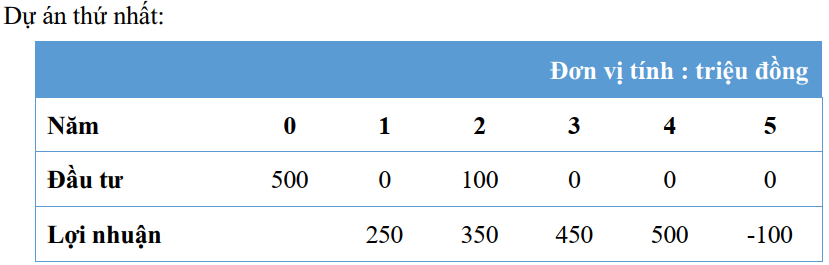 Dự án thứ nhất:
Đơn vị tính : triệu đồng
Năm 0 1 2 3 4 5
Đầu tư 500 0 100 0 0 0
Lợi nhuận 250 350 450 500 -100